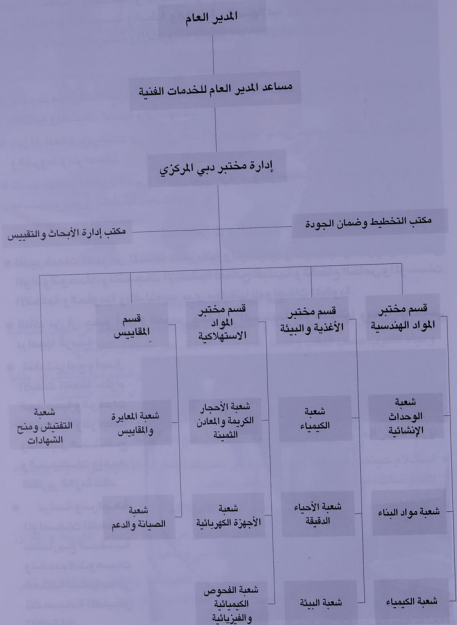 المدير العام
مساعد المدير العام للخدمات الفنية
إدارة مختبر دبي المركزي
مكتب التخطيط وضمان الجودة
مكتب إدارة الأبحاث والتقييس
قسم مختبر
المواد الهندسية
قسم مختبر
الأغذية والبيئة
قسم مختبر
المواد
الاستهلاكية
قسم
المقاييس
شعبة
الوحداث
الإنشائية
شعبة
الكيمياء
شعبة الأحجار
الكريمة والمعادن
الثمينة
شعبة المعايرة
والمقاييس
شعبة
التفتيش ومنح
الشهادات
شعبة مواد البناء
شعبة الأحياء
الدقيقة
شعبة
الأجهزة الكهربائية
شعبة
الصيانة والدعم
شعبة الكيمياء
شعبة البيئة
شعبة الفحوص
الكيميائية
والفيزيائية